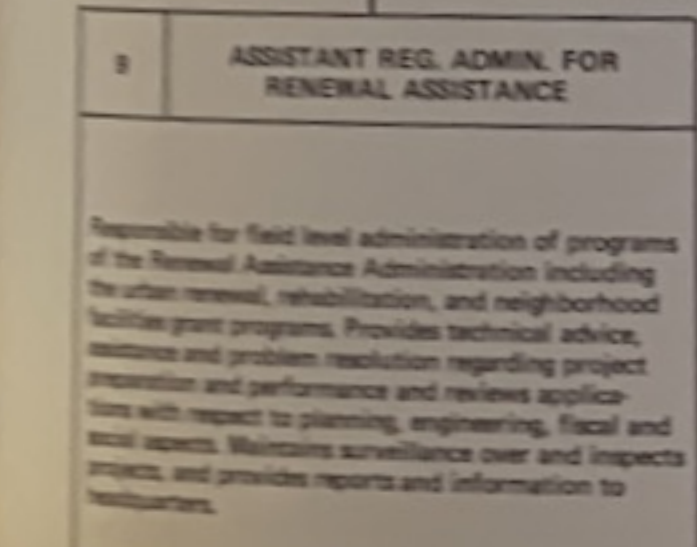 9
ASSISTANT REG. ADMIN. FOR
RENEWAL ASSISTANCE
Responsible for field level administration of programs
of the Renewal Assistance Administration including
the urban renewal, rehabilitation, and neighborhood
facilities grant programs. Provides technical advice,
assistance and problem resolution regarding project
preparation and performance and reviews applica-
tions with respect to planning, engineering, fiscal and
social aspects. Maintains surveillance over and inspects
projects, and provides reports and information to
headquarters.